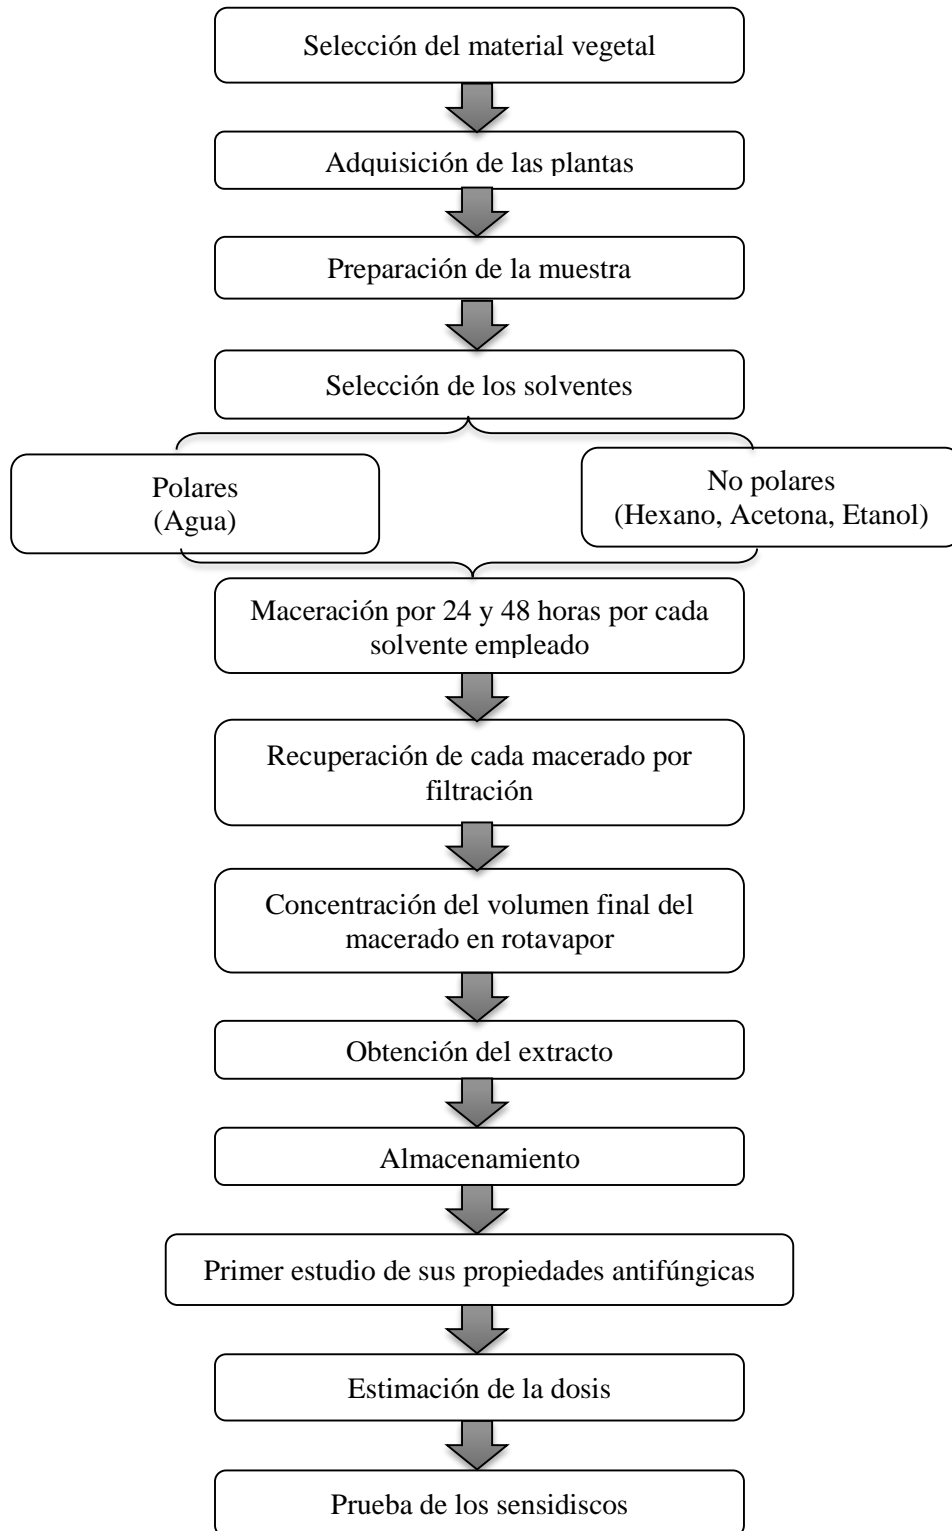 Selección del material vegetal
Adquisición de las plantas
Preparación de la muestra
Selección de los solventes
Polares
(Agua)
No polares
(Hexano, Acetona, Etanol)
Maceración por 24 y 48 horas por cada
solvente empleado
Recuperación de cada macerado por
filtración
Concentración del volumen final del
macerado en rotavapor
Obtención del extracto
Almacenamiento
Primer estudio de sus propiedades antifúngicas
Estimación de la dosis
Prueba de los sensidiscos